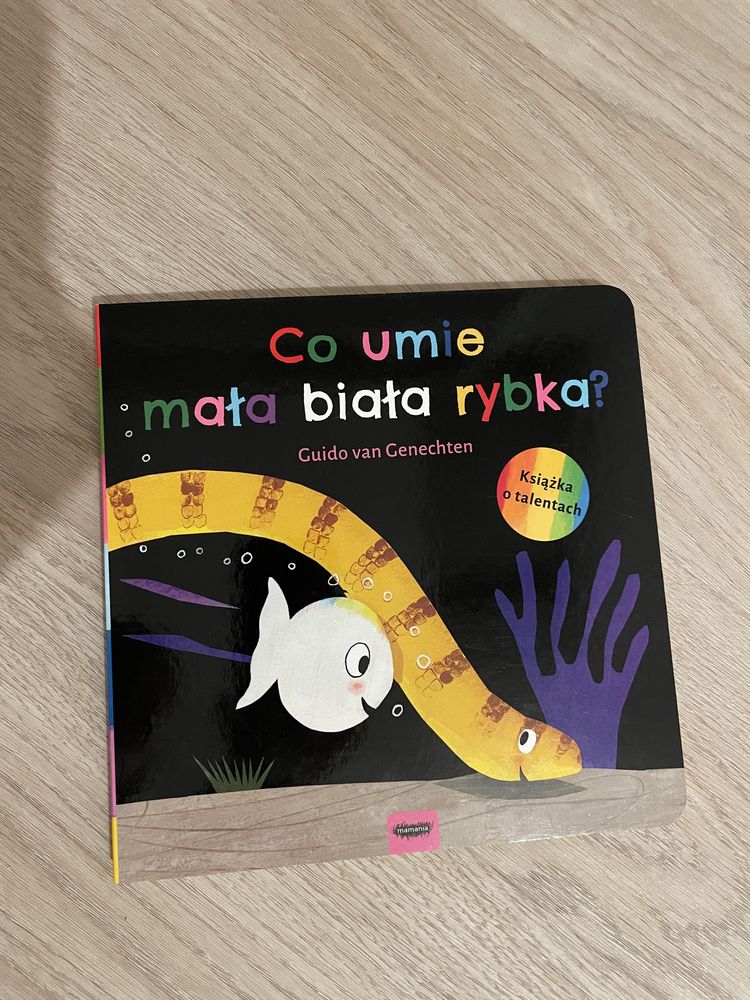 Co umie
mała biała rybka?
Guido van Genechten
Książka
o talentach
mamania